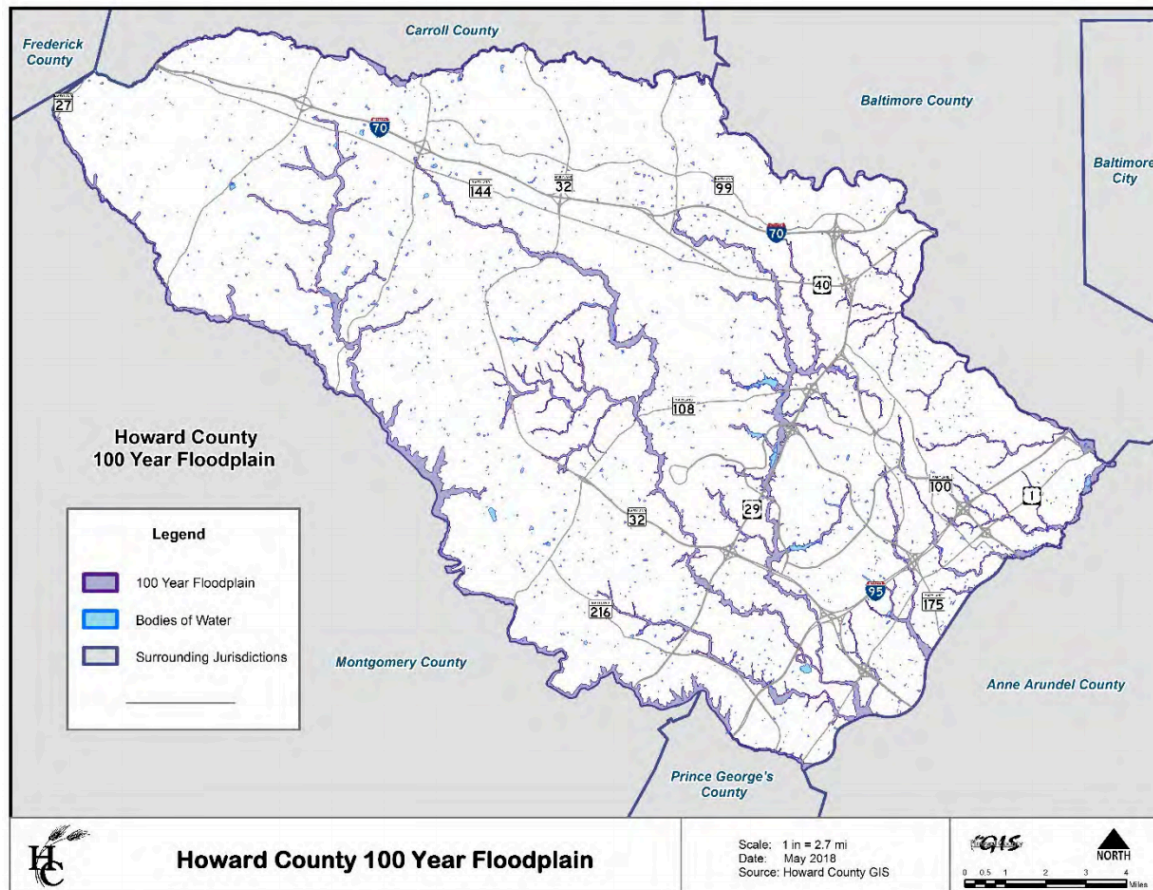 Frederick
County
Carroll County
Baltimore County
Baltimore
City
27
70
144
32
99
70
40
108
Howard County
100 Year Floodplain
Legend
100 Year Floodplain
Bodies of Water
Surrounding Jurisdictions
29
32
100
1
95
175
216
Montgomery County
Anne Arundel County
Prince George's
County
HC
Howard County 100 Year Floodplain
Scale: 1 in = 2.7 mi
Date: May 2018
Source: Howard County GIS
GIS
NORTH
0 0.5 1 2 3 4
Miles